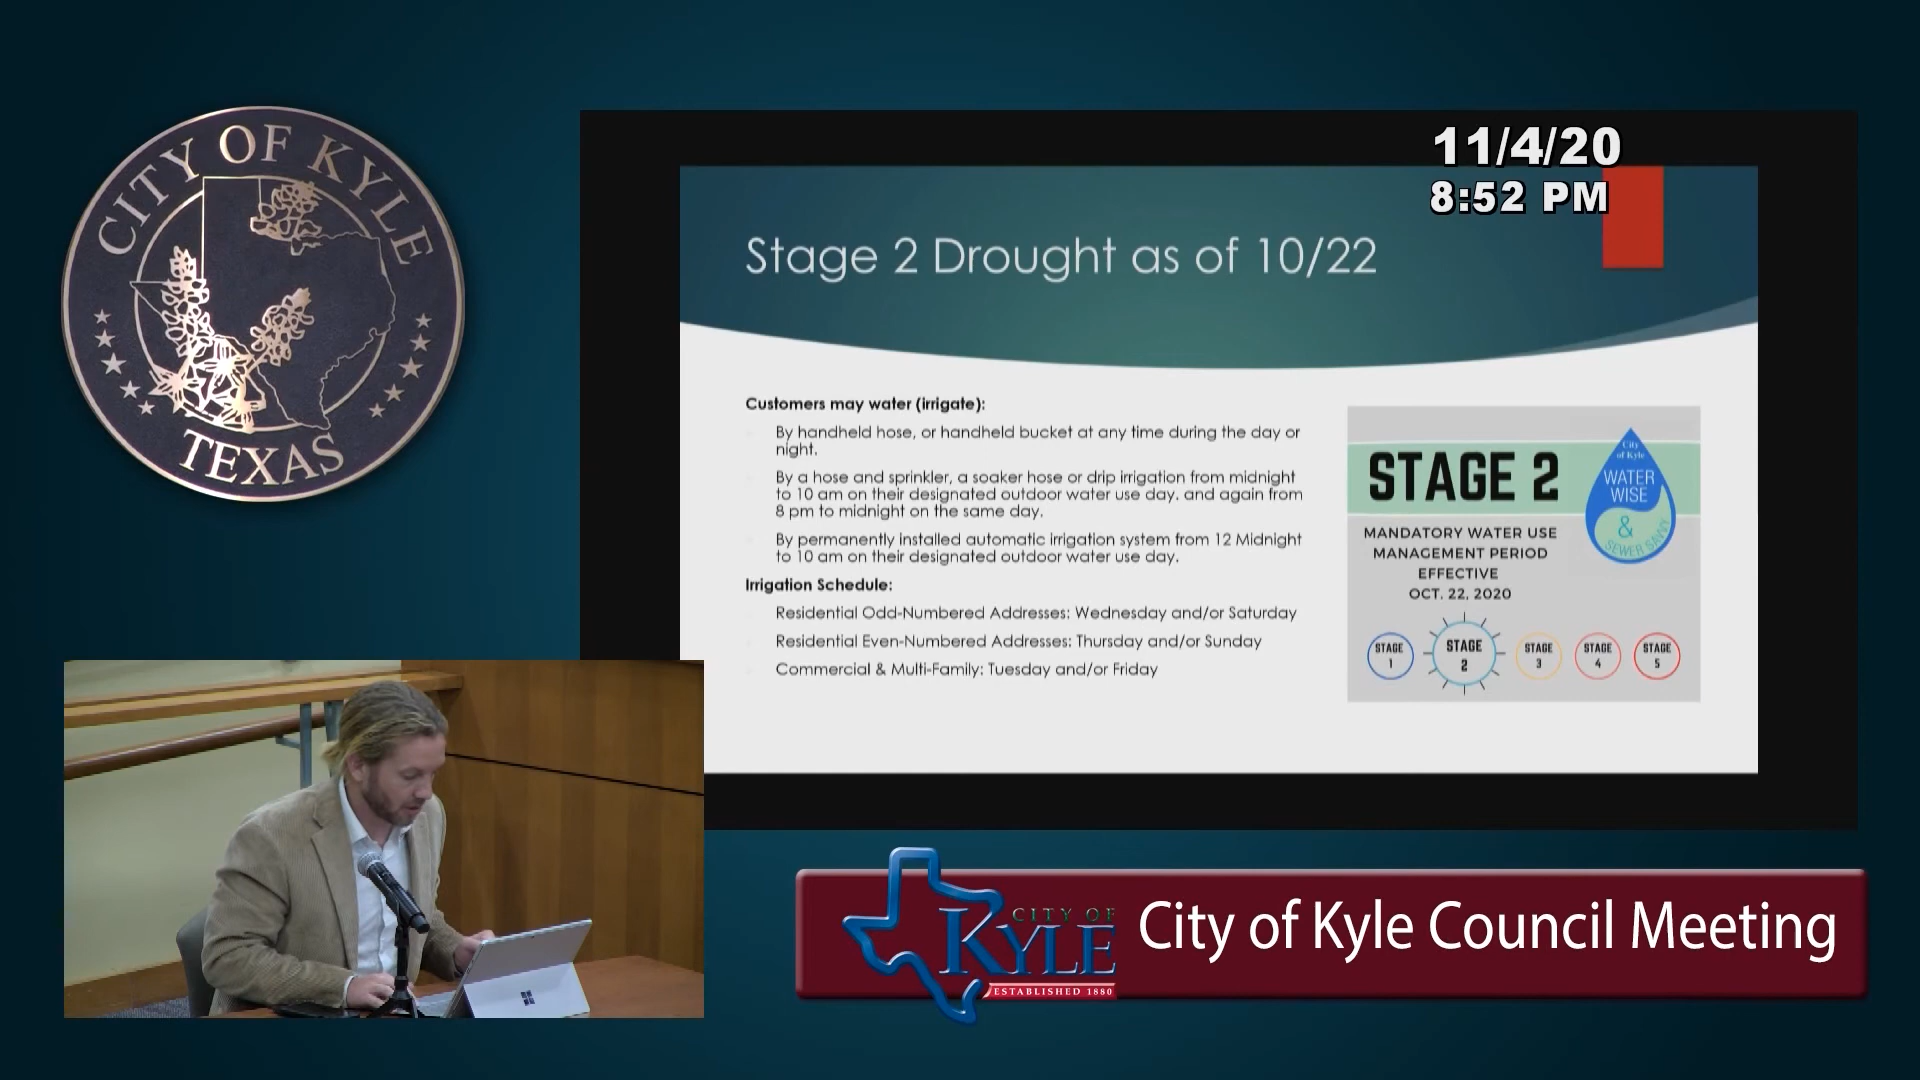 CITY OF KYLE
TEXAS
11/4/20
8:52 PM
Stage 2 Drought as of 10/22
Customers may water (irrigate):
By handheld hose, or handheld bucket at any time during the day or
night.
By a hose and sprinkler, a soaker hose or drip irrigation from midnight
to 10 am on their designated outdoor water use day, and again from
8 pm to midnight on the same day.
By permanently installed automatic irrigation system from 12 Midnight
to 10 am on their designated outdoor water use day.
Irrigation Schedule:
Residential Odd-Numbered Addresses: Wednesday and/or Saturday
Residential Even-Numbered Addresses: Thursday and/or Sunday
Commercial & Multi-Family: Tuesday and/or Friday
STAGE 2
City
of Kyle
WATER
WISE
&
SEWER SAVVY
MANDATORY WATER USE
MANAGEMENT PERIOD
EFFECTIVE
OCT. 22, 2020
STAGE
1
STAGE
2
STAGE
3
STAGE
4
STAGE
5
CITY OF
KYLE
ESTABLISHED 1880
City of Kyle Council Meeting